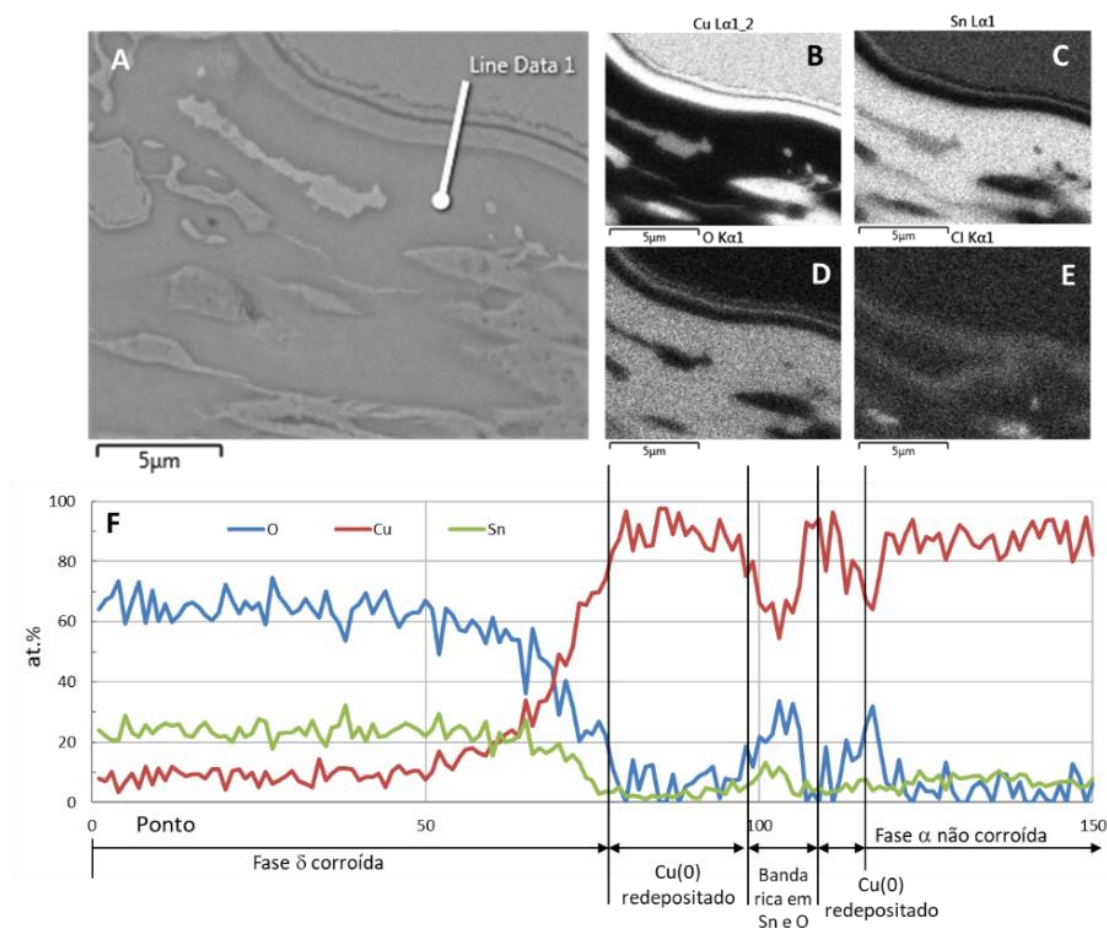 A
Line Data 1
5µm
Cu Lα1_2
B
5µm
Sn Lα1
C
5µm
O Kα1
D
5µm
Cl Kα1
E
5µm
F
O
Cu
Sn
at.%
100
80
60
40
20
0
0
Ponto
50
100
150
Fase δ corroída
Cu(0)
redepositado
Banda
rica em
Sn e O
Cu(0)
redepositado
Fase α não corroída